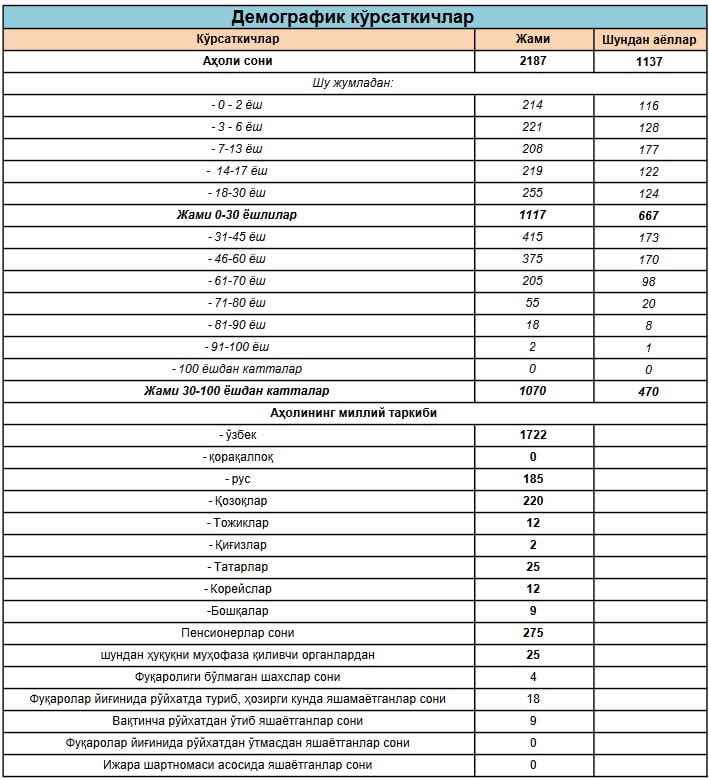 Демографик кўрсаткичлар
Кўрсаткичлар Жами Шундан аёллар
Аҳоли сони 2187 1137
Шу жумладан:
- 0 - 2 ёш 214 116
- 3 - 6 ёш 221 128
- 7-13 ёш 208 177
- 14-17 ёш 219 122
- 18-30 ёш 255 124
Жами 0-30 ёшлилар 1117 667
- 31-45 ёш 415 173
- 46-60 ёш 375 170
- 61-70 ёш 205 98
- 71-80 ёш 55 20
- 81-90 ёш 18 8
- 91-100 ёш 2 1
- 100 ёшдан катталар 0 0
Жами 30-100 ёшдан катталар 1070 470
Аҳолининг миллий таркиби
- ўзбек 1722
- қорақалпоқ 0
- рус 185
- Қозоқлар 220
- Тожиклар 12
- Қиғизлар 2
- Татарлар 25
- Корейслар 12
-Бошқалар 9
Пенсионерлар сони 275
шундан ҳуқуқни муҳофаза қиливчи органлардан 25
Фуқаролиги бўлмаган шахслар сони 4
Фуқаролар йиғинида рўйхатда туриб, ҳозирги кунда яшамаётганлар сони 18
Вақтинча рўйхатдан ўтиб яшаётганлар сони 9
Фуқаролар йиғинида рўйхатдан ўтмасдан яшаётганлар сони 0
Ижара шартномаси асосида яшаётганлар сони 0